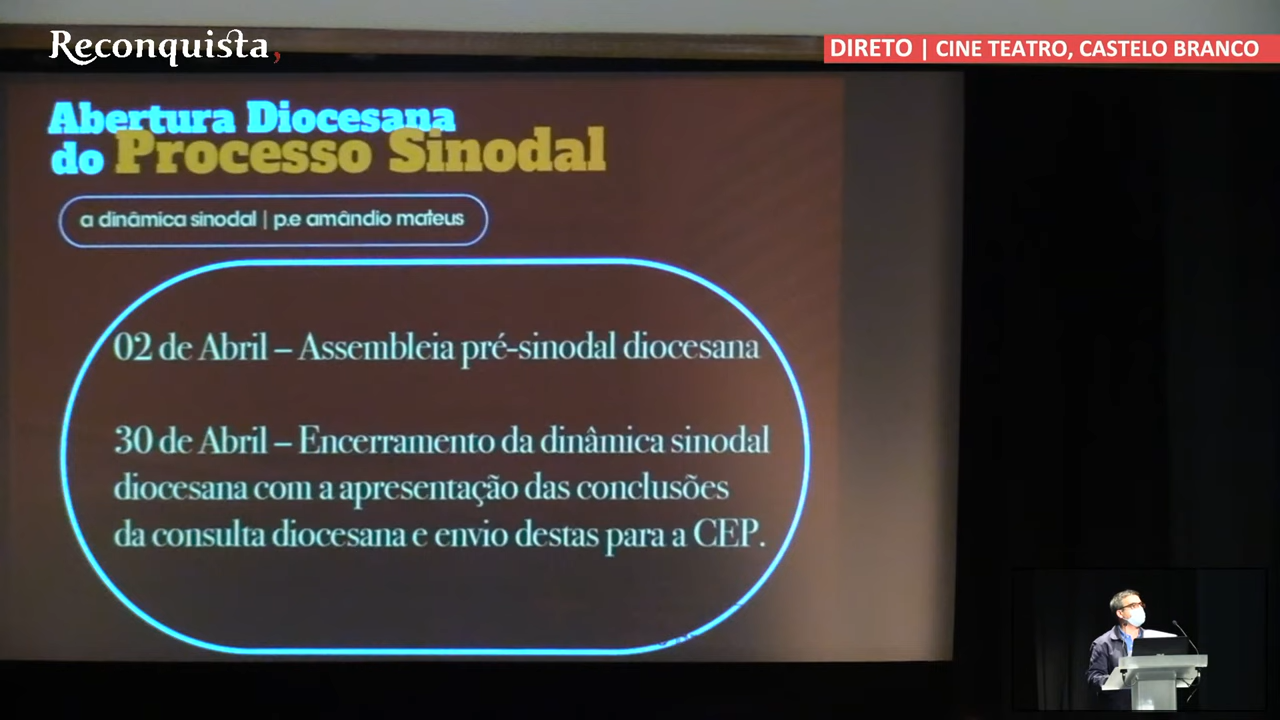 Reconquista,
DIRETO | CINE TEATRO, CASTELO BRANCO
Abertura Diocesana
do Processo Sinodal
a dinâmica sinodal | p.e amândio mateus
02 de Abril – Assembleia pré-sinodal diocesana
30 de Abril – Encerramento da dinâmica sinodal
diocesana com a apresentação das conclusões
da consulta diocesana e envio destas para a CEP.